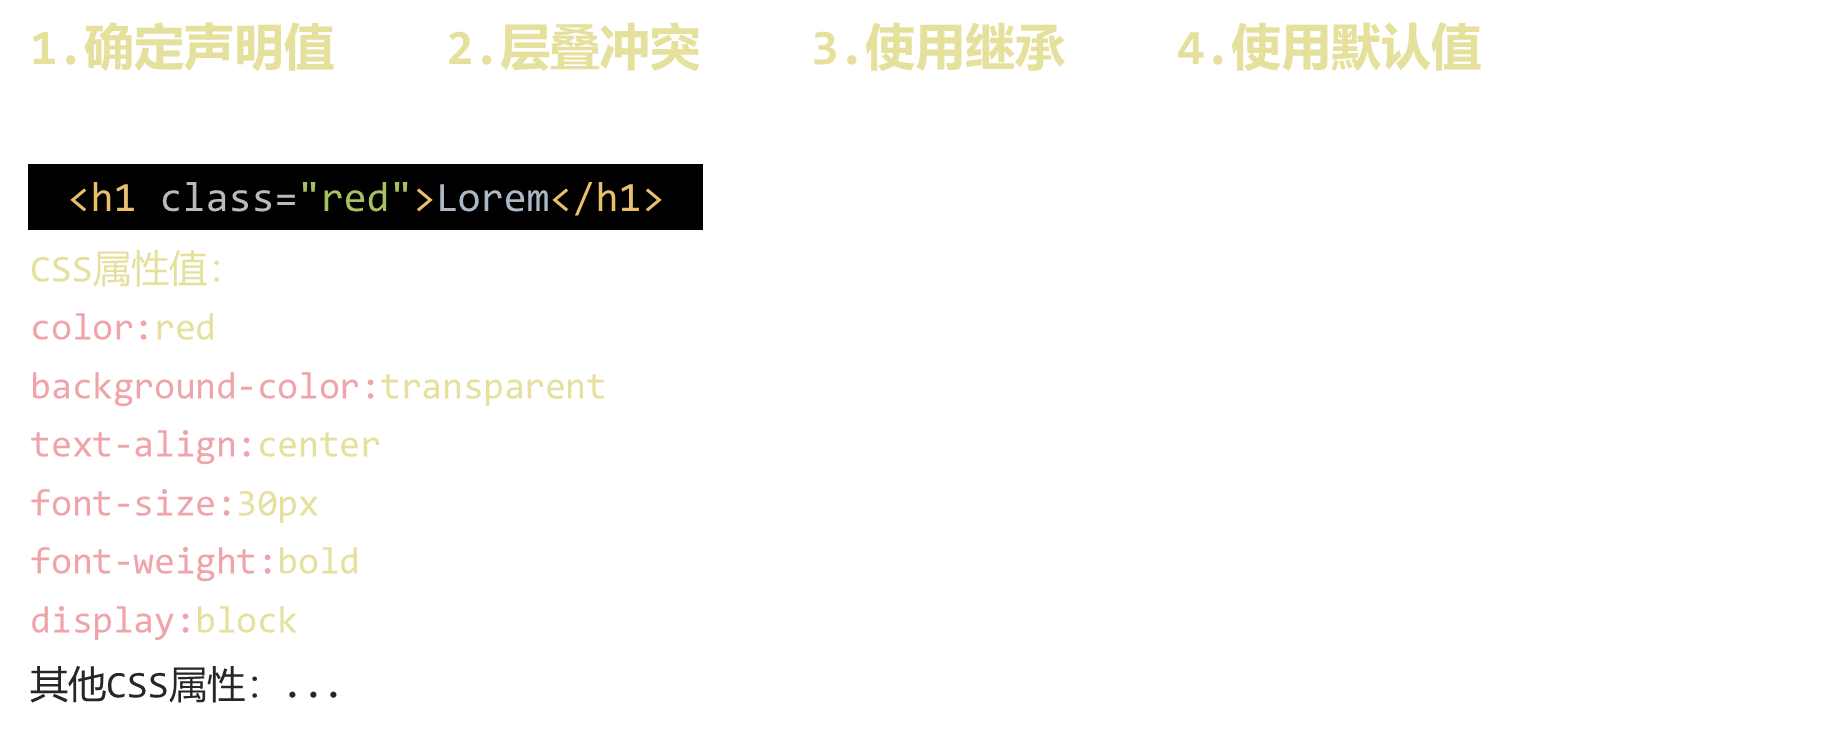 1.确定声明值 2.层叠冲突 3.使用继承 4.使用默认值
<h1 class="red">Lorem</h1>
CSS属性值：
color:red
background-color:transparent
text-align:center
font-size:30px
font-weight:bold
display:block
其他CSS属性：...